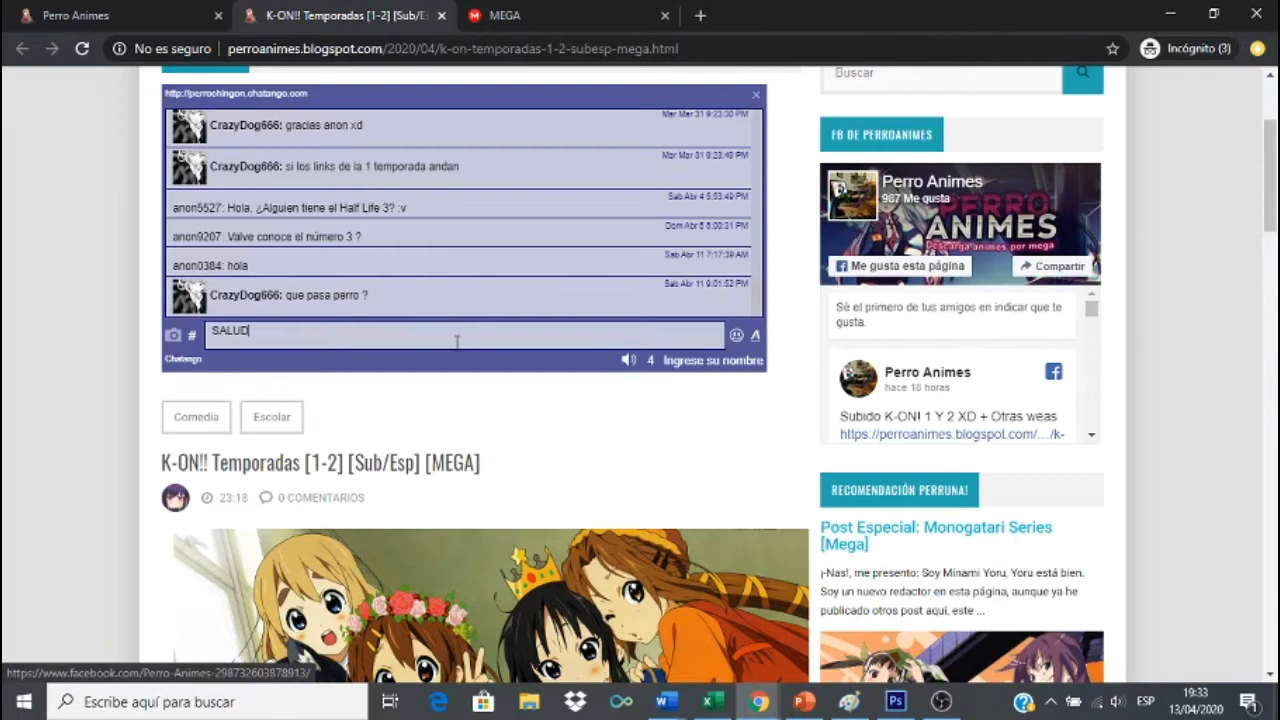 Perro Animes
K-ON!! Temporadas [1-2] [Sub/Es
MEGA
No es seguro
perroanimes.blogspot.com/2020/04/k-on-temporadas-1-2-subesp-mega.html
Incógnito (3)
http://perrochingon.chatango.com
Mar Mar 31 9:23:30 PM
CrazyDog666: gracias anon xd
Mar Mar 31 9:23:49 PM
CrazyDog666: si los links de la 1 temporada andan
Sab Abr 4 5:53:49 PM
anon5527: Hola, ¿Alguien tiene el Half Life 3? :v
Dom Abr 5 5:00:31 PM
anon9207: Valve conoce el número 3 ?
Sab Abr 11 7:17:39 AM
anon0384: hola
Sab Abr 11 9:01:52 PM
CrazyDog666: que pasa perro ?
#
SALUD
A
Chatango
4
Ingrese su nombre
Comedia
Escolar
K-ON!! Temporadas [1-2] [Sub/Esp] [MEGA]
23:18
0 COMENTARIOS
Buscar
FB DE PERROANIMES
Perro Animes
987 Me gusta
PERRO
ANIMES
Descarga animes por mega
Me gusta esta página
Compartir
Sé el primero de tus amigos en indicar que te
gusta.
Perro Animes
hace 18 horas
Subido K-ON! 1 Y 2 XD + Otras weas
https://perroanimes.blogspot.com/.../k-
RECOMENDACIÓN PERRUNA!
Post Especial: Monogatari Series
[Mega]
¡-Nas!, me presento: Soy Minami Yoru, Yoru está bien.
Soy un nuevo redactor en esta página, aunque ya he
publicado otros post aquí, este ...
https://www.facebook.com/Perro-Animes-298732603878913/
Escribe aquí para buscar
ESP
19:33
13/04/2020